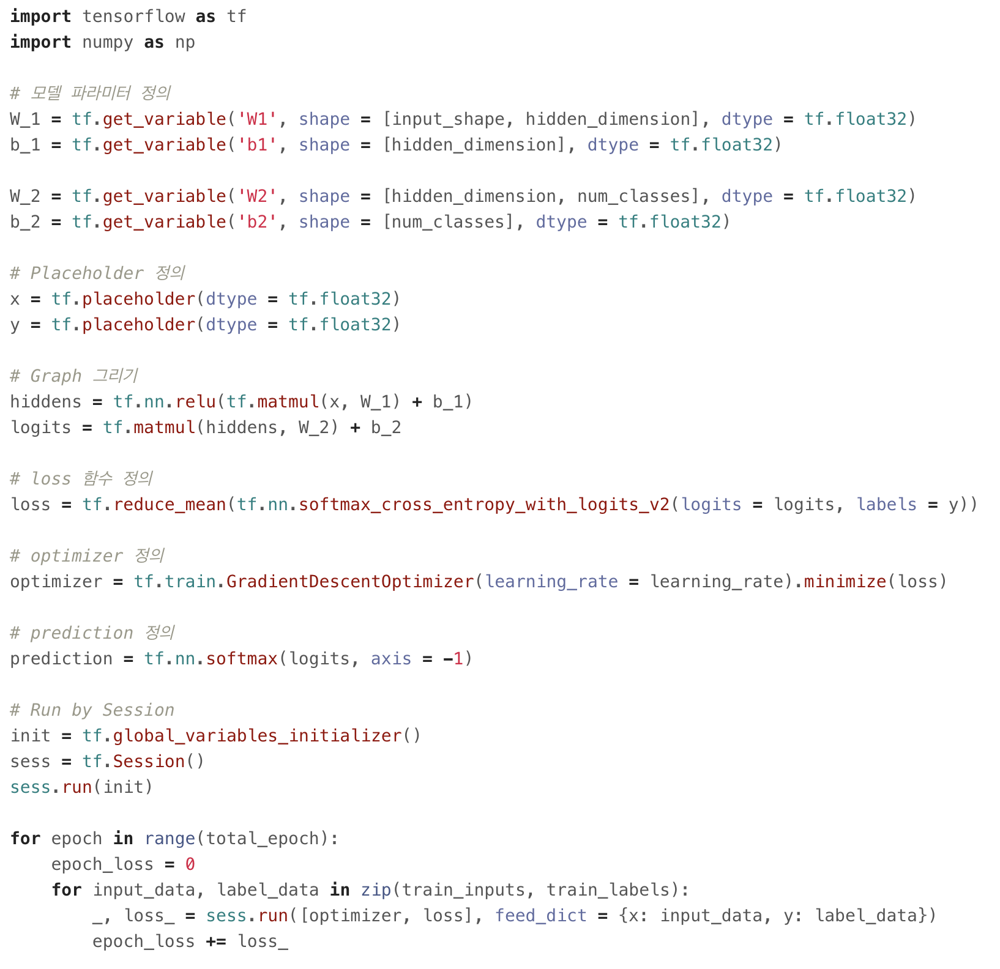 import tensorflow as tf
import numpy as np
# 모델 파라미터 정의
W_1 = tf.get_variable('W1', shape = [input_shape, hidden_dimension], dtype = tf.float32)
b_1 = tf.get_variable('b1', shape = [hidden_dimension], dtype = tf.float32)
W_2 = tf.get_variable('W2', shape = [hidden_dimension, num_classes], dtype = tf.float32)
b_2 = tf.get_variable('b2', shape = [num_classes], dtype = tf.float32)
# Placeholder 정의
x = tf.placeholder(dtype = tf.float32)
y = tf.placeholder(dtype = tf.float32)
# Graph 그리기
hiddens = tf.nn.relu(tf.matmul(x, W_1) + b_1)
logits = tf.matmul(hiddens, W_2) + b_2
# loss 함수 정의
loss = tf.reduce_mean(tf.nn.softmax_cross_entropy_with_logits_v2(logits = logits, labels = y))
# optimizer 정의
optimizer = tf.train.GradientDescentOptimizer(learning_rate = learning_rate).minimize(loss)
# prediction 정의
prediction = tf.nn.softmax(logits, axis = -1)
# Run by Session
init = tf.global_variables_initializer()
sess = tf.Session()
sess.run(init)
for epoch in range(total_epoch):
    epoch_loss = 0
    for input_data, label_data in zip(train_inputs, train_labels):
        _, loss_ = sess.run([optimizer, loss], feed_dict = {x: input_data, y: label_data})
        epoch_loss += loss_